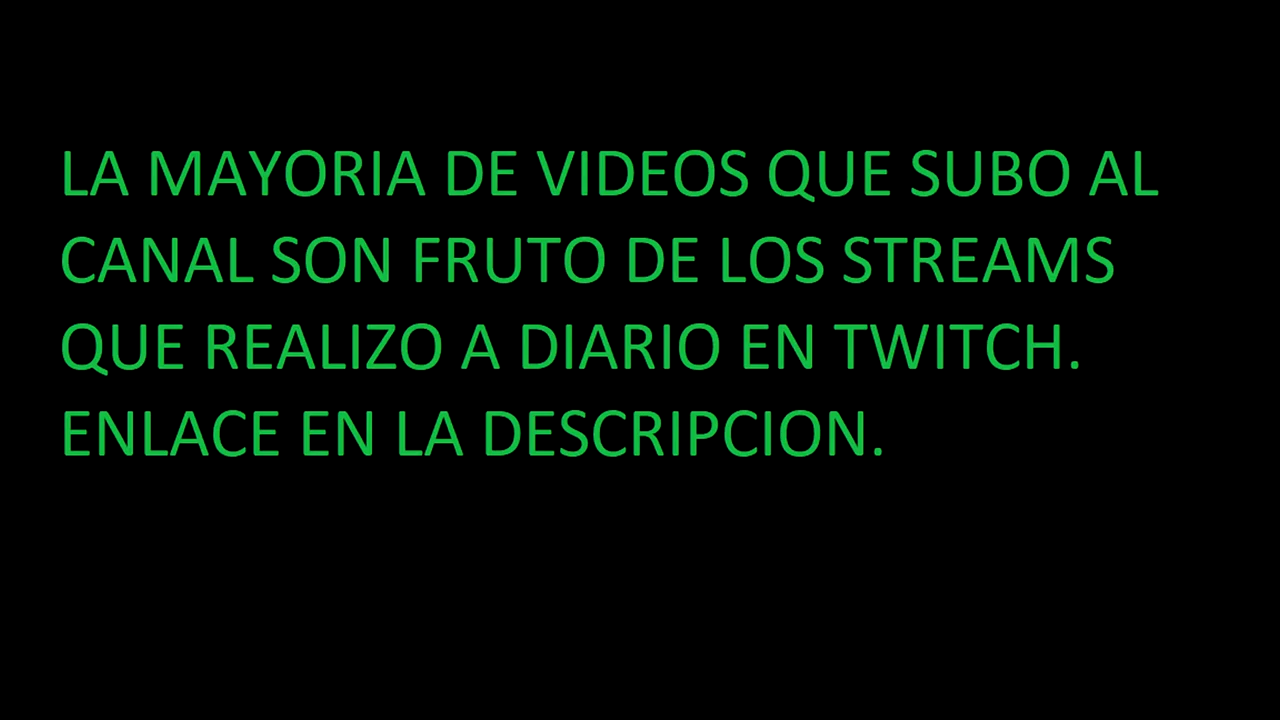 LA MAYORIA DE VIDEOS QUE SUBO AL
CANAL SON FRUTO DE LOS STREAMS
QUE REALIZO A DIARIO EN TWITCH.
ENLACE EN LA DESCRIPCION.